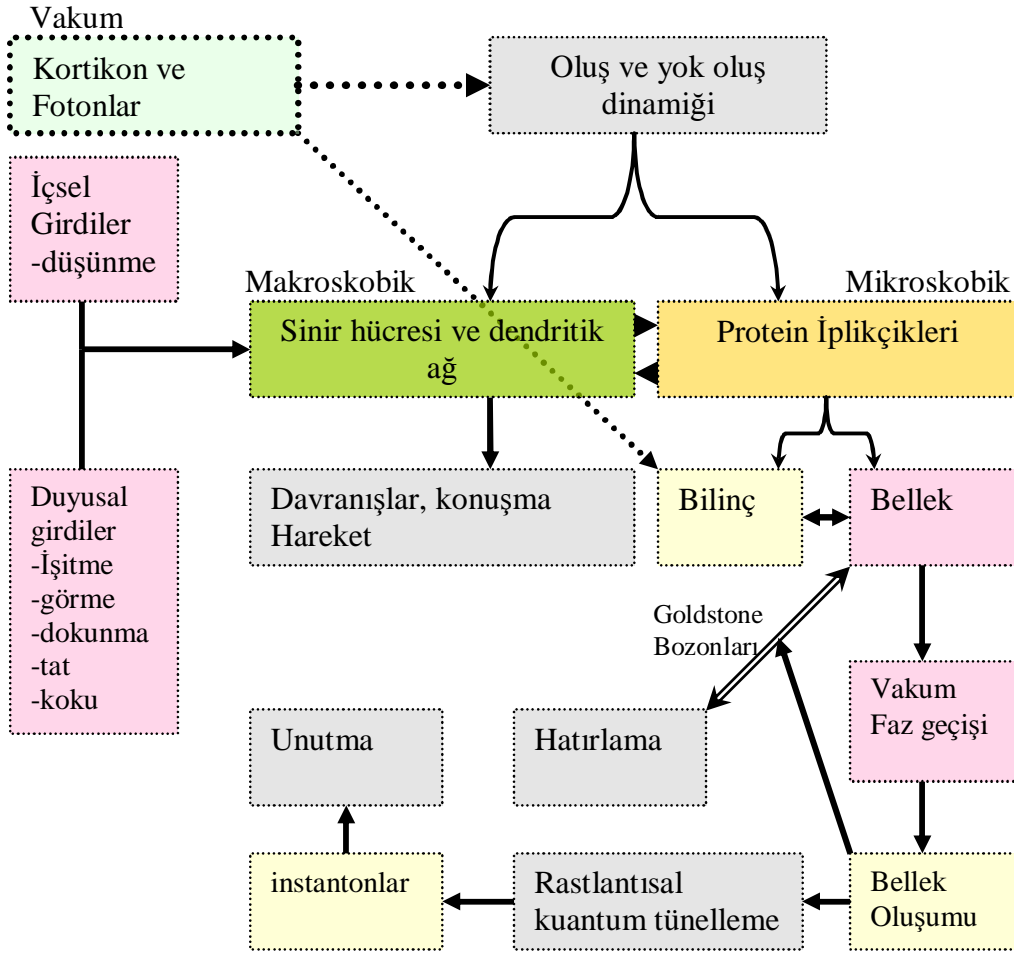 Vakum
Kortikon ve
Fotonlar
Oluş ve yok oluş
dinamiği
İçsel
Girdiler
-düşünme
Makroskobik
Mikroskobik
Sinir hücresi ve dendritik
ağ
Protein İplikçikleri
Duyusal
girdiler
-İşitme
-görme
-dokunma
-tat
-koku
Davranışlar, konuşma
Hareket
Bilinç
Bellek
Goldstone
Bozonları
Vakum
Faz geçişi
Unutma
Hatırlama
instantonlar
Rastlantısal
kuantum tünelleme
Bellek
Oluşumu